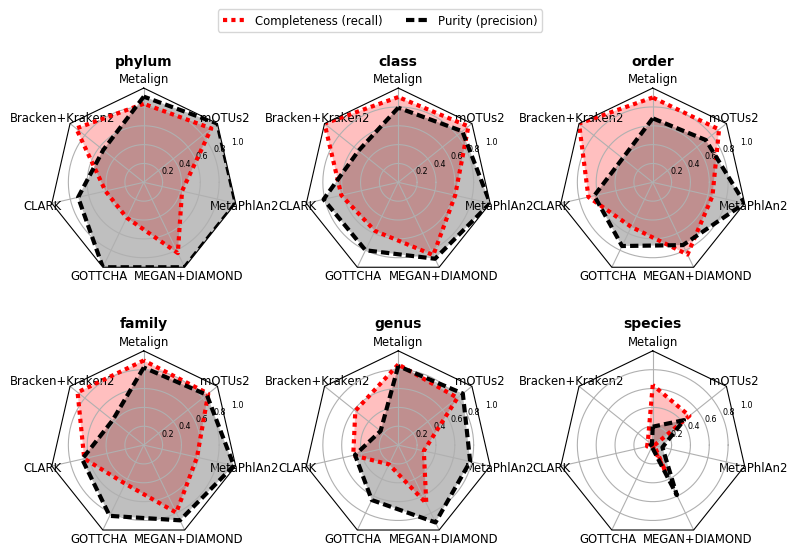 Completeness (recall) Purity (precision)
phylum class order
Metalign Metalign Metalign
Bracken+Kraken2 mOTUs2 Bracken+Kraken2 mOTUs2 Bracken+Kraken2 mOTUs2
0.2 0.4 0.6 0.8 1.0 0.2 0.4 0.6 0.8 1.0 0.2 0.4 0.6 0.8 1.0
CLARK MetaPhlAn2 CLARK MetaPhlAn2 CLARK MetaPhlAn2
GOTTCHA MEGAN+DIAMOND GOTTCHA MEGAN+DIAMOND GOTTCHA MEGAN+DIAMOND
family genus species
Metalign Metalign Metalign
Bracken+Kraken2 mOTUs2 Bracken+Kraken2 mOTUs2 Bracken+Kraken2 mOTUs2
0.2 0.4 0.6 0.8 1.0 0.2 0.4 0.6 0.8 1.0 0.2 0.4 0.6 0.8 1.0
CLARK MetaPhlAn2 CLARK MetaPhlAn2 CLARK MetaPhlAn2
GOTTCHA MEGAN+DIAMOND GOTTCHA MEGAN+DIAMOND GOTTCHA MEGAN+DIAMOND